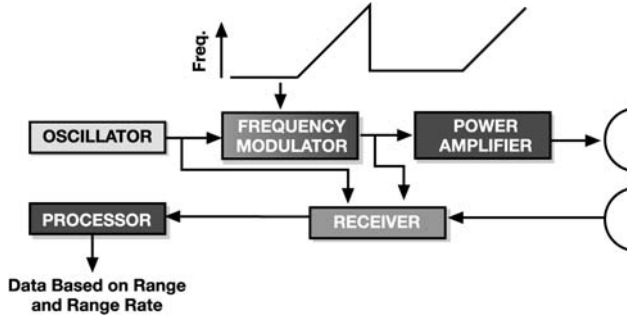 Freq.
OSCILLATOR
FREQUENCY
MODULATOR
POWER
AMPLIFIER
PROCESSOR
RECEIVER
Data Based on Range
and Range Rate